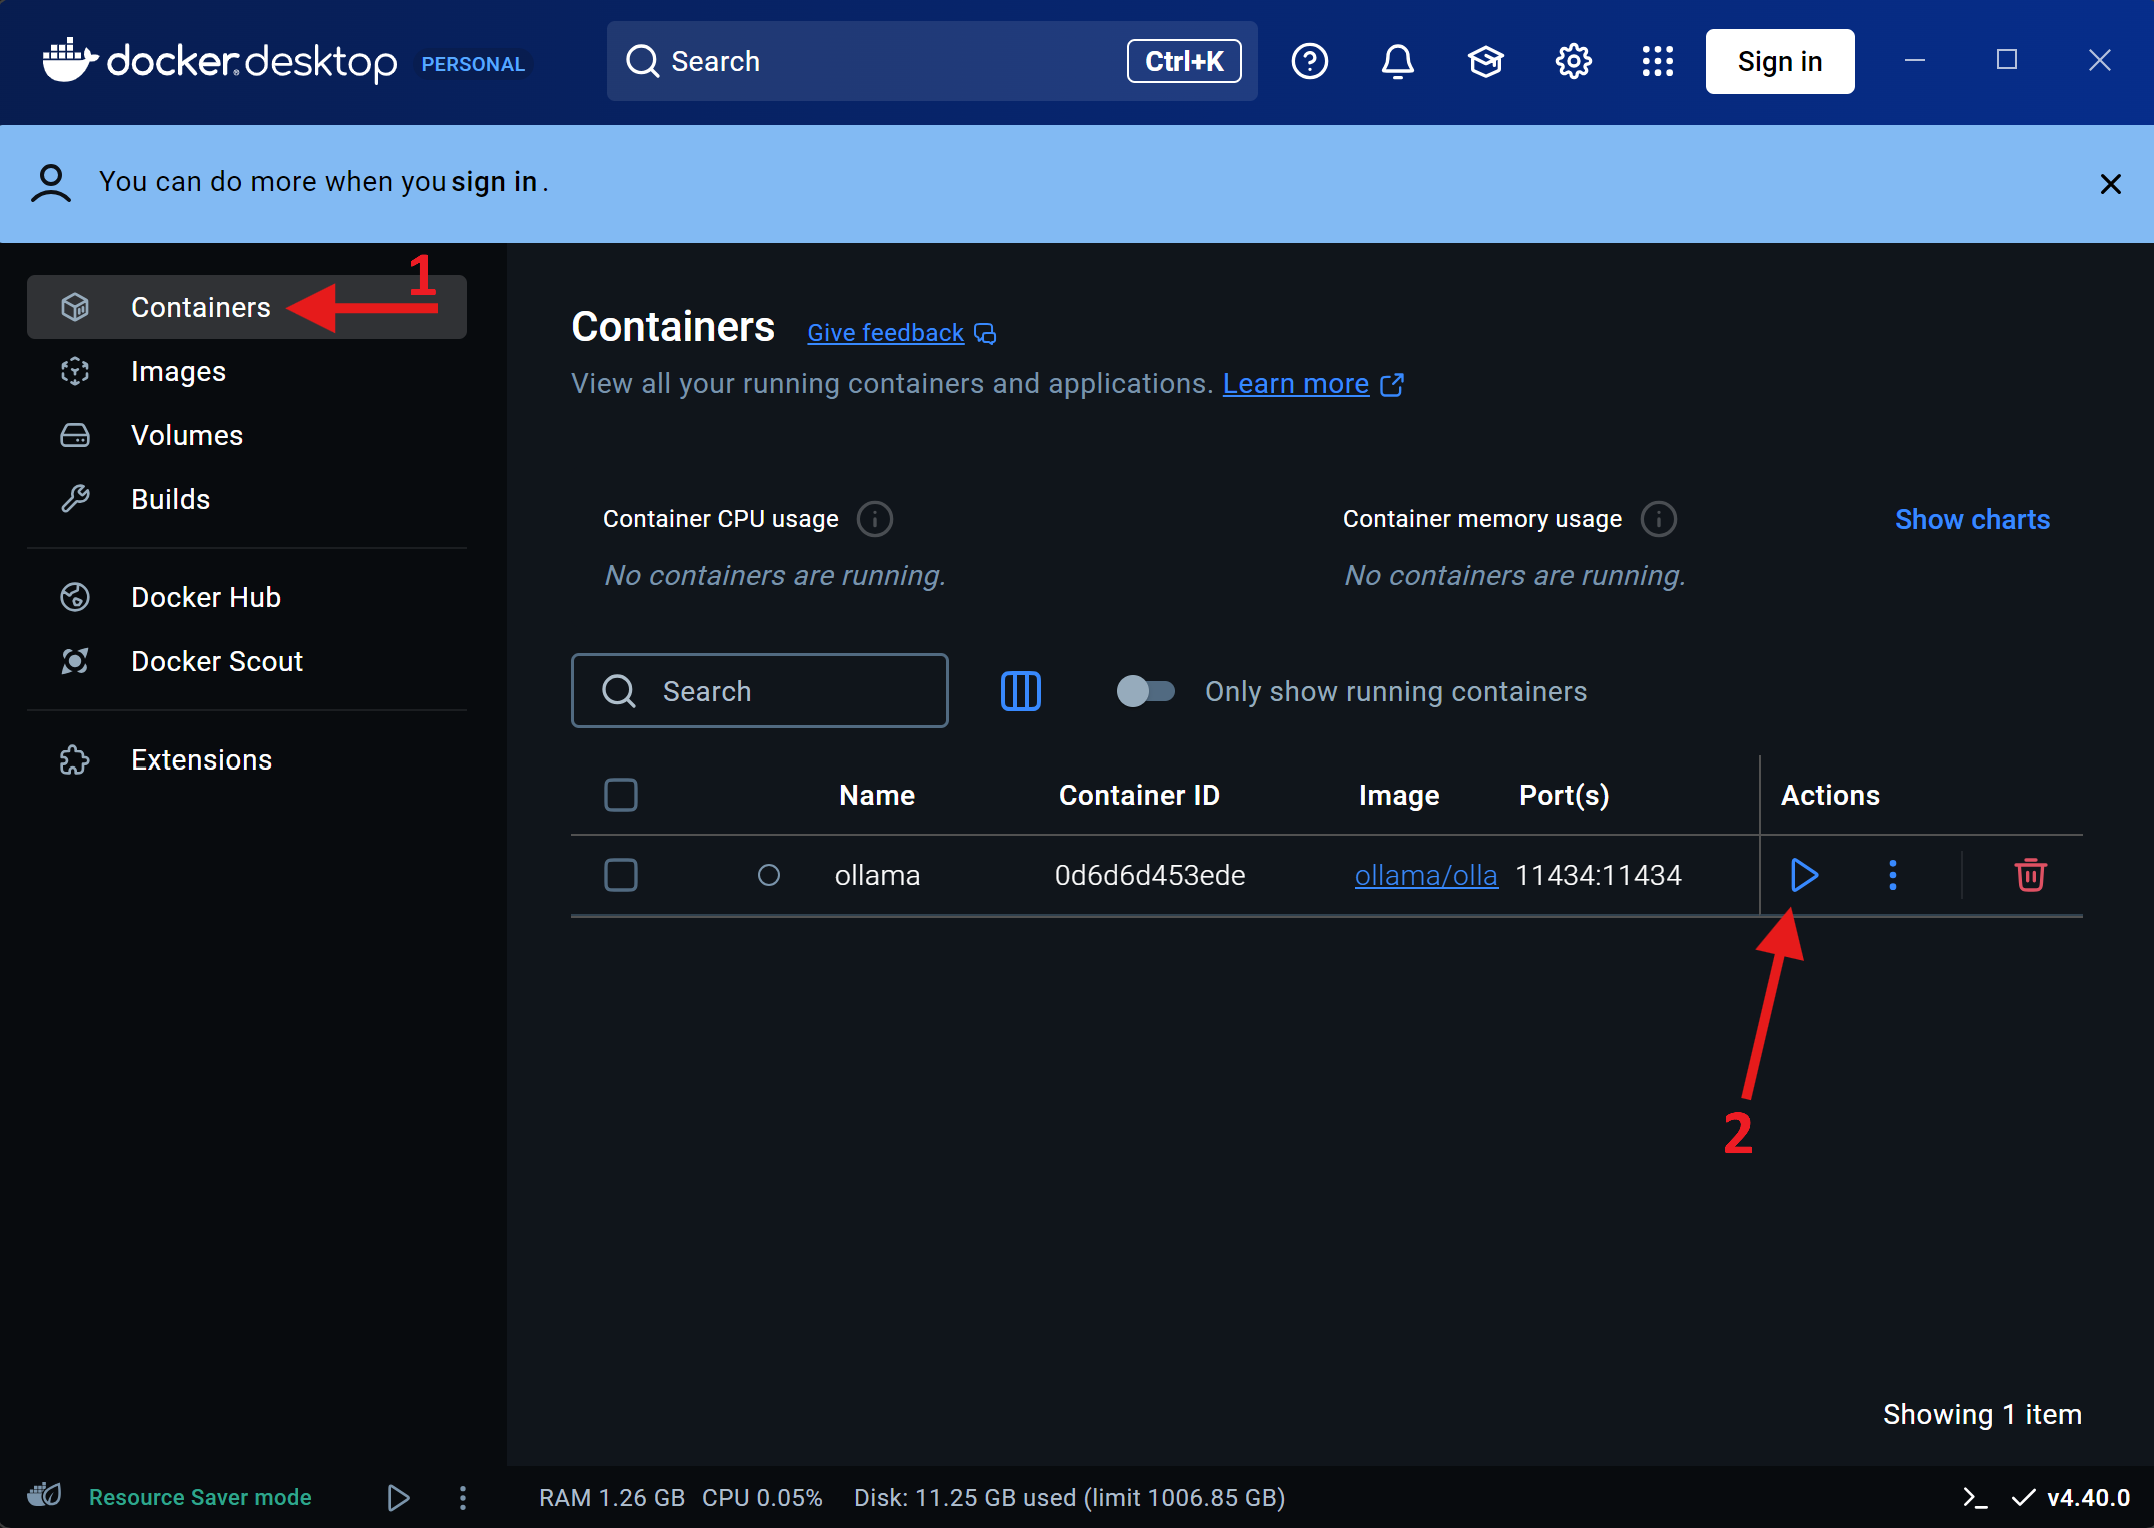 docker desktop PERSONAL Search Ctrl+K Sign in
You can do more when you sign in.
1
Containers
Images
Volumes
Builds
Docker Hub
Docker Scout
Extensions
Containers Give feedback
View all your running containers and applications. Learn more
Container CPU usage Container memory usage Show charts
No containers are running. No containers are running.
Search Only show running containers
Name Container ID Image Port(s) Actions
ollama 0d6d6d453ede ollama/olla 11434:11434
2
Showing 1 item
Resource Saver mode RAM 1.26 GB CPU 0.05% Disk: 11.25 GB used (limit 1006.85 GB) v4.40.0